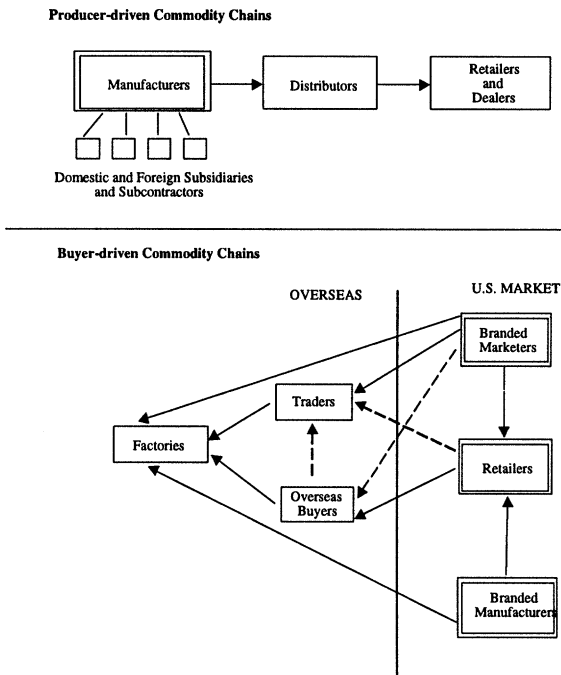 Producer-driven Commodity Chains
Manufacturers
Distributors
Retailers
and
Dealers
Domestic and Foreign Subsidiaries
and Subcontractors
Buyer-driven Commodity Chains
OVERSEAS
U.S. MARKET
Branded
Marketers
Traders
Factories
Retailers
Overseas
Buyers
Branded
Manufacturers